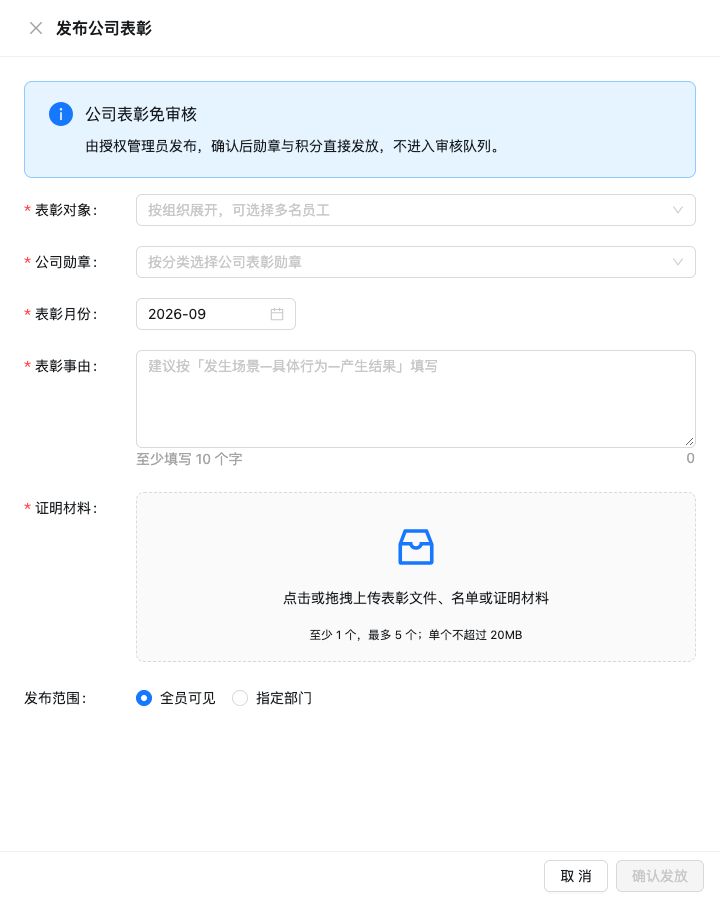 发布公司表彰
公司表彰免审核
由授权管理员发布，确认后勋章与积分直接发放，不进入审核队列。
* 表彰对象：
按组织展开，可选择多名员工
* 公司勋章：
按分类选择公司表彰勋章
* 表彰月份：
2026-09
* 表彰事由：
建议按「发生场景—具体行为—产生结果」填写
至少填写 10 个字
0
* 证明材料：
点击或拖拽上传表彰文件、名单或证明材料
至少 1 个，最多 5 个；单个不超过 20MB
发布范围：
全员可见
指定部门
取 消
确认发放